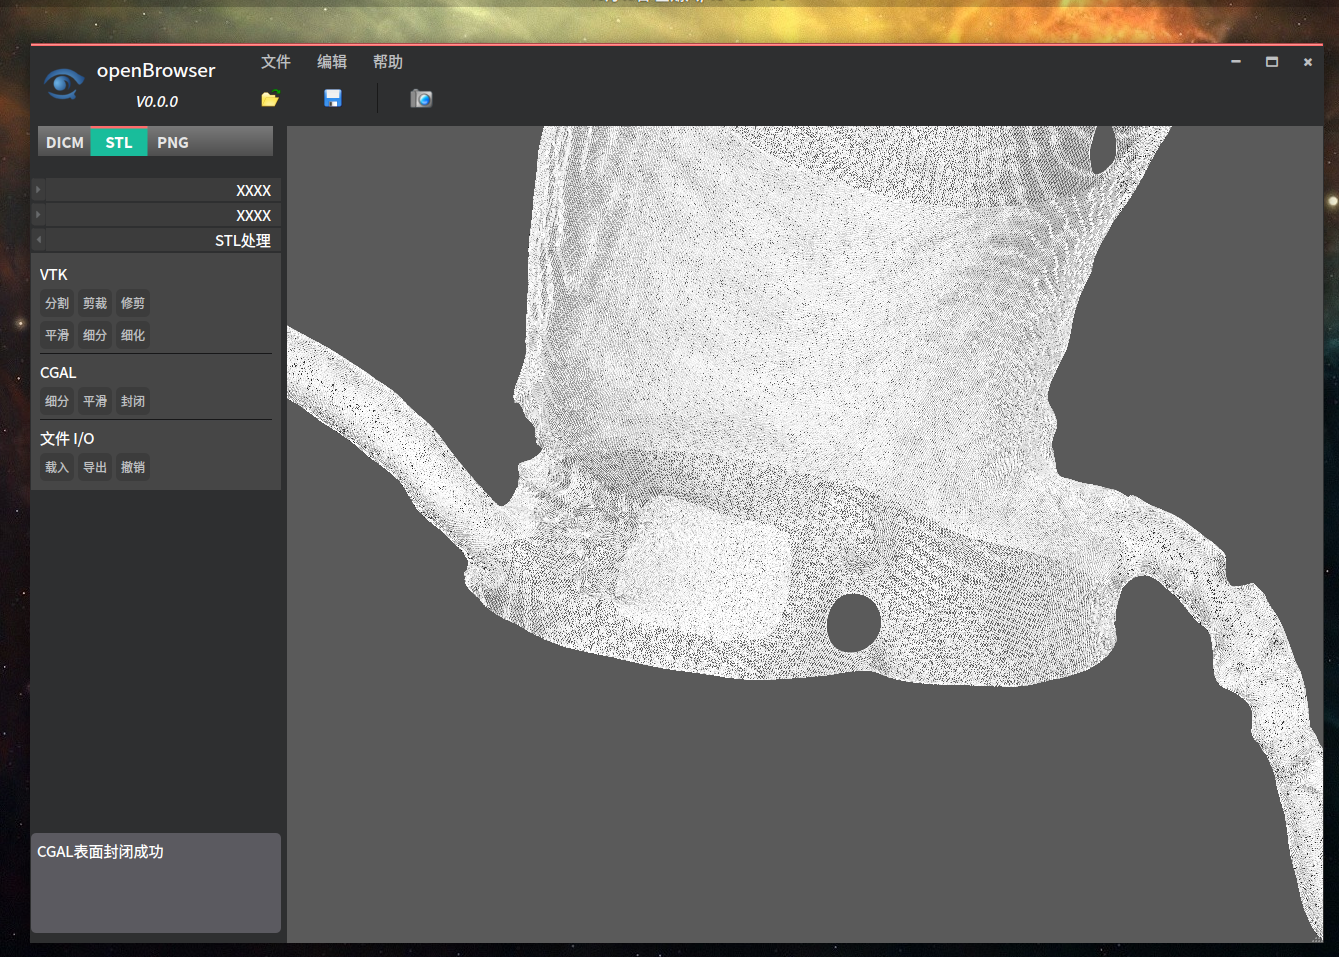 openBrowser
V0.0.0
文件 编辑 帮助
DICM STL PNG
XXXX
XXXX
STL处理
VTK
分割 剪裁 修剪
平滑 细分 细化
CGAL
细分 平滑 封闭
文件 I/O
载入 导出 撤销
CGAL表面封闭成功